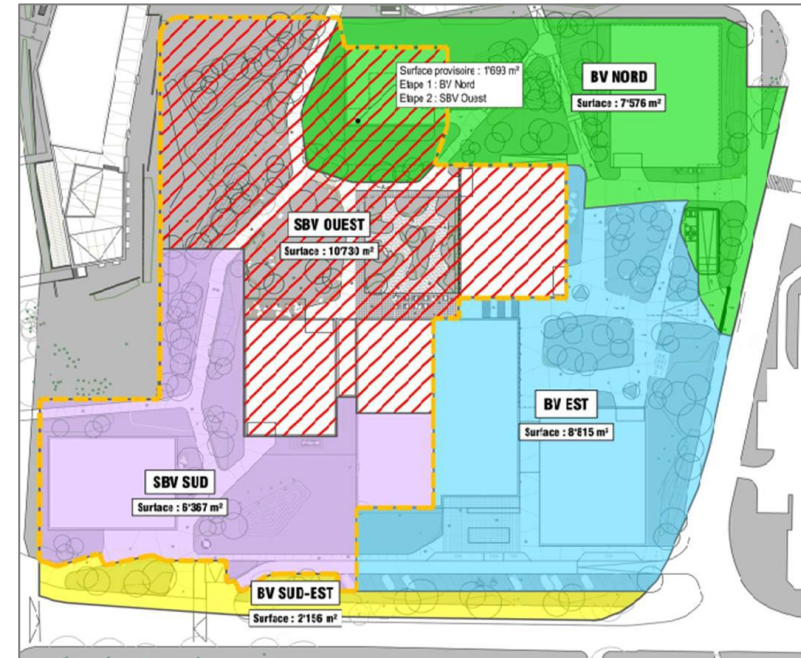 Surface provisoire : 1'693 m²
Etape 1 : BV Nord
Etape 2 : SBV Ouest
BV NORD
Surface : 7'576 m²
SBV OUEST
Surface : 10'730 m²
BV EST
Surface : 8'815 m²
SBV SUD
Surface : 6'367 m²
BV SUD-EST
Surface : 2'156 m²